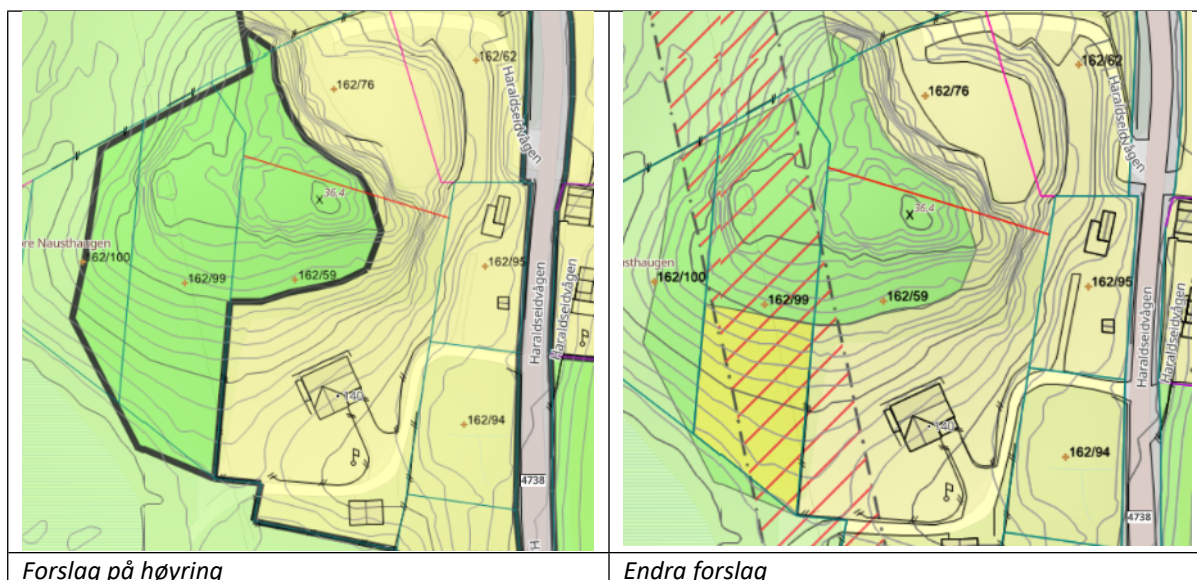 162/62
162/76
Haraldseidvågen
36.4
ore Nausthaugen
162/100
162/99
162/59
162/95
Haraldseidvågen
Haraldseidvågen
140
162/94
4738
H
Forslag på høyring
162/62
162/76
Haraldseidvågen
36.4
usthaugen
162/100
162/99
162/59
162/95
Haraldseidvågen
Haraldseidvågen
140
162/94
4738
Endra forslag